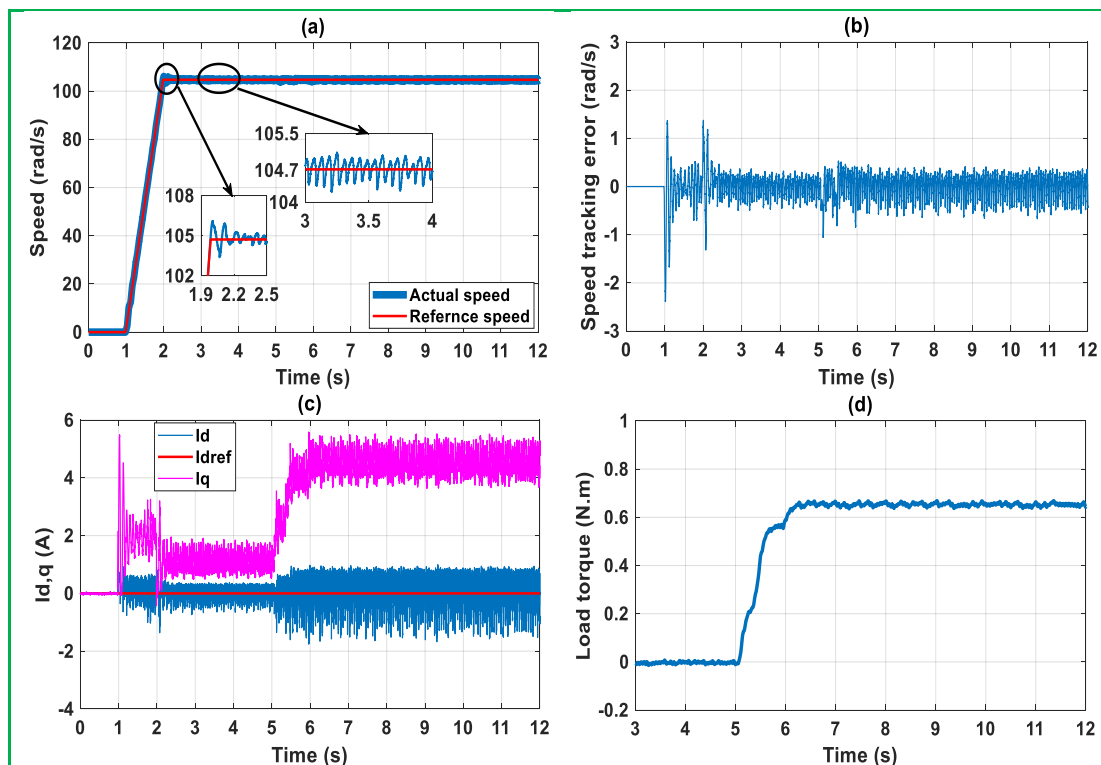 (a)
Speed (rad/s)
120
100
80
60
40
20
0
105.5
104.7
104
3 3.5 4
108
105
102
1.9 2.2 2.5
Actual speed
Refernce speed
0 1 2 3 4 5 6 7 8 9 10 11 12
Time (s)
(b)
Speed tracking error (rad/s)
3
2
1
0
-1
-2
-3
0 1 2 3 4 5 6 7 8 9 10 11 12
Time (s)
(c)
Id,q (A)
6
4
2
0
-2
-4
Id
Idref
Iq
0 1 2 3 4 5 6 7 8 9 10 11 12
Time (s)
(d)
Load torque (N.m)
1
0.8
0.6
0.4
0.2
0
-0.2
3 4 5 6 7 8 9 10 11 12
Time (s)